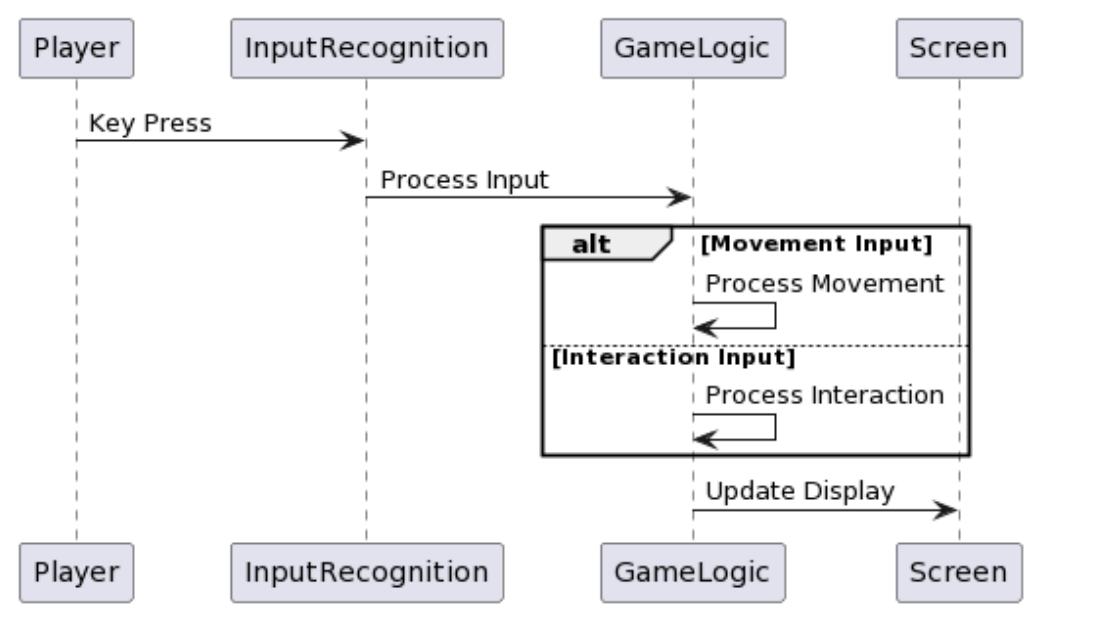 Player InputRecognition GameLogic Screen
Key Press
Process Input
alt [Movement Input]
Process Movement
[Interaction Input]
Process Interaction
Update Display
Player InputRecognition GameLogic Screen